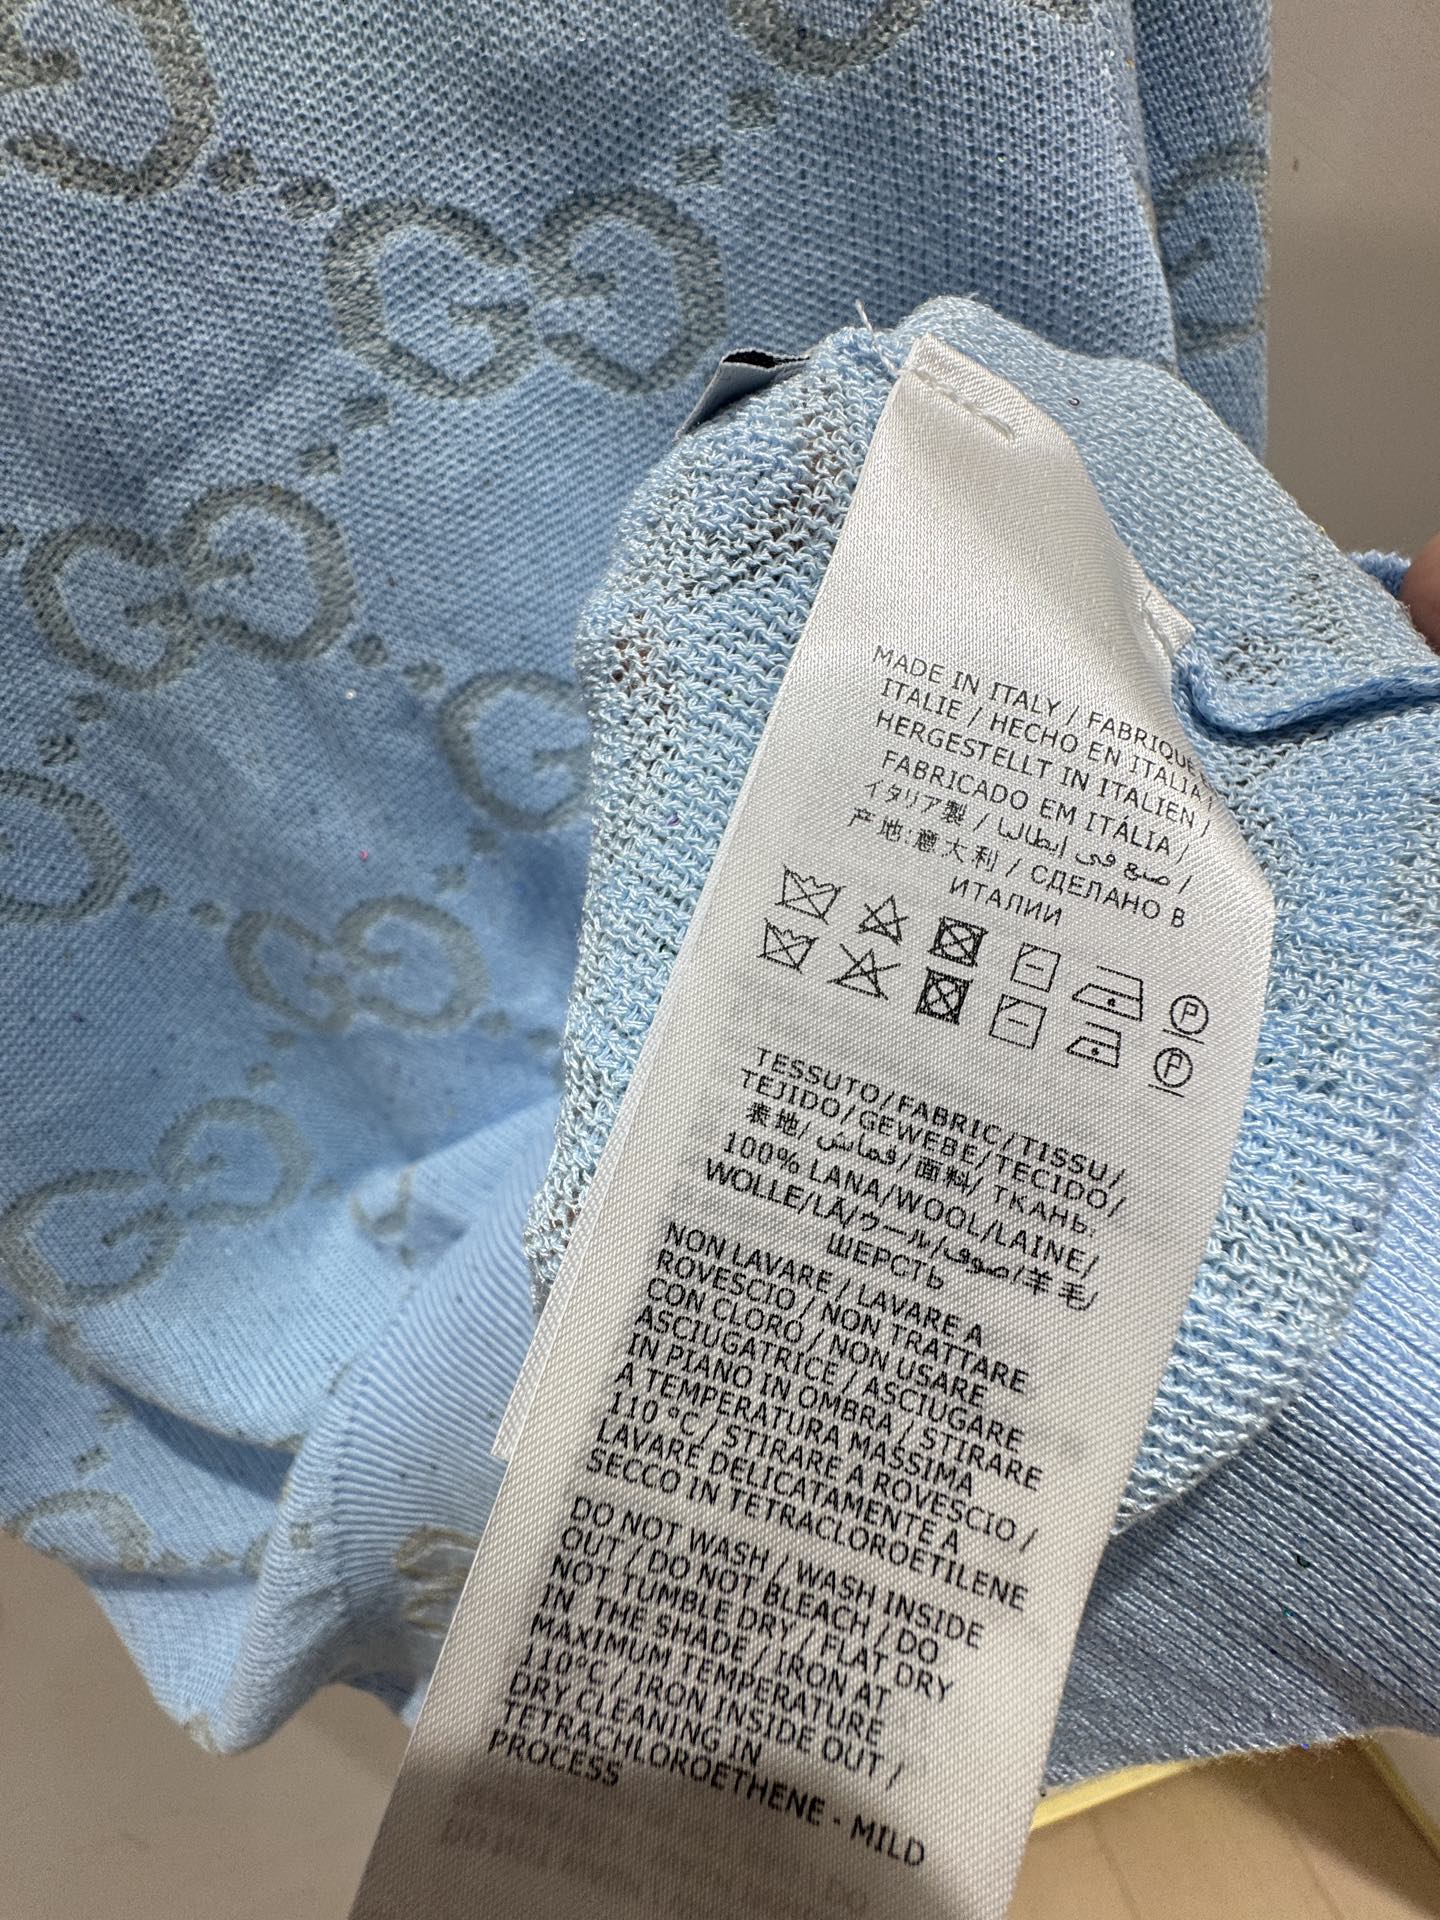 MADE IN ITALY / FABRIQUE
ITALIE / HECHO EN ITALIA
HERGESTELLT IN ITALIEN /
FABRICADO EM ITÁLIA /
イタリア製 / صنع في إيطاليا /
产地:意大利 / СДЕЛАНО В
ИТАЛИИ
P
P
TESSUTO/FABRIC/TISSU/
TEJIDO/GEWEBE/TECIDO/
表地/قماش/面料/ТКАНЬ:
100% LANA/WOOL/LAINE/
WOLLE/LÃ/ウール/صوف/羊毛/
ШЕРСТЬ
NON LAVARE / LAVARE A
ROVESCIO / NON TRATTARE
CON CLORO / NON USARE
ASCIUGATRICE / ASCIUGARE
IN PIANO IN OMBRA / STIRARE
A TEMPERATURA MASSIMA
110 °C / STIRARE A ROVESCIO /
LAVARE DELICATAMENTE A
SECCO IN TETRACLOROETILENE
DO NOT WASH / WASH INSIDE
OUT / DO NOT BLEACH / DO
NOT TUMBLE DRY / FLAT DRY
IN THE SHADE / IRON AT
MAXIMUM TEMPERATURE
110°C / IRON INSIDE OUT /
DRY CLEANING IN
TETRACHLOROETHENE - MILD
PROCESS